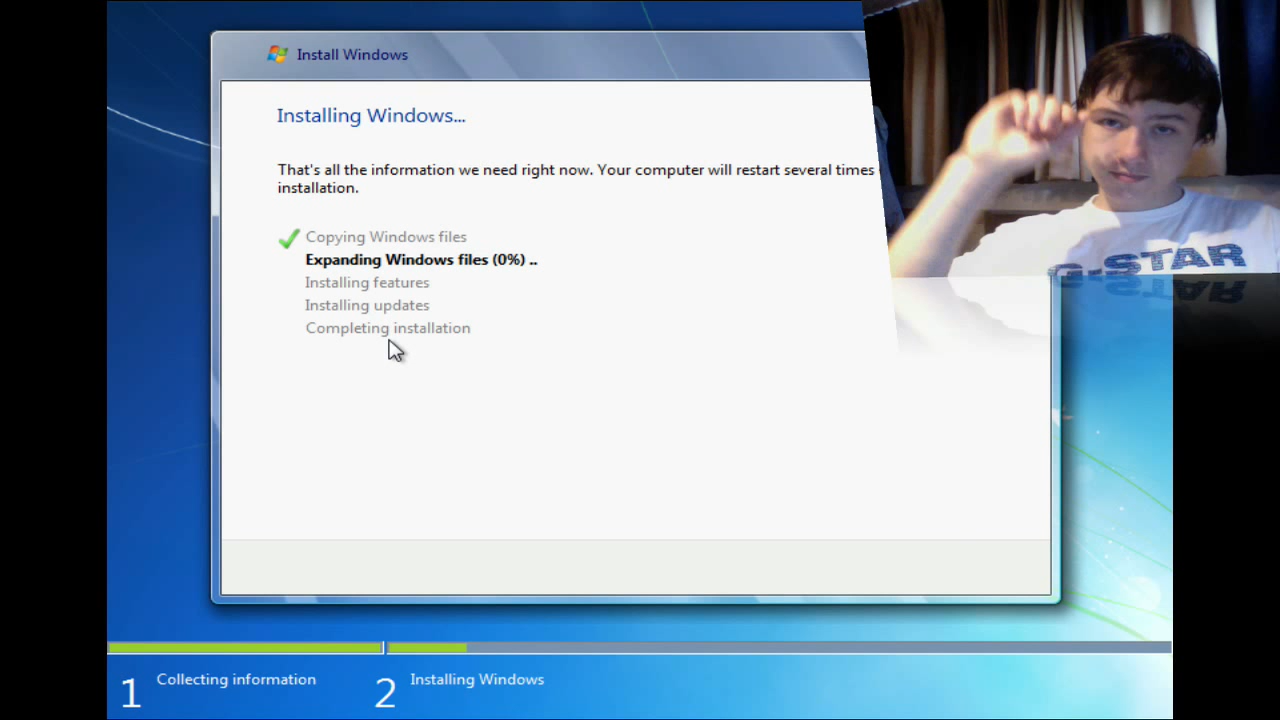 Install Windows
Installing Windows...
That's all the information we need right now. Your computer will restart several times
installation.
Copying Windows files
Expanding Windows files (0%) ..
Installing features
Installing updates
Completing installation
G-STAR
1 Collecting information
2 Installing Windows